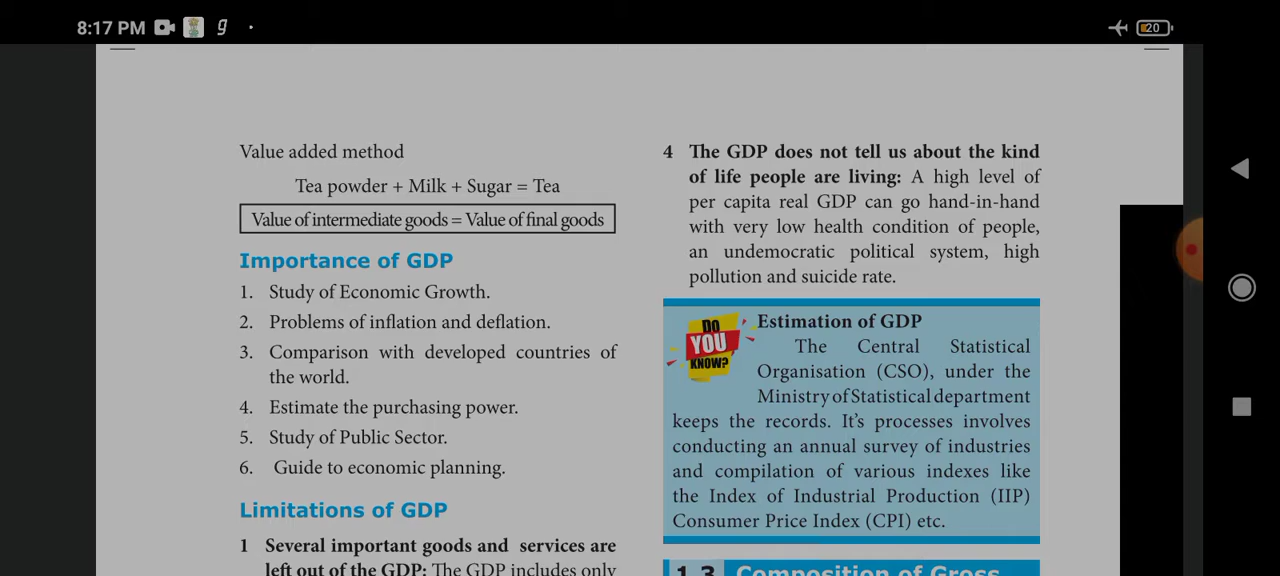 8:17 PM
g
20
Value added method
Tea powder + Milk + Sugar = Tea
Value of intermediate goods = Value of final goods
Importance of GDP
1. Study of Economic Growth.
2. Problems of inflation and deflation.
3. Comparison with developed countries of
the world.
4. Estimate the purchasing power.
5. Study of Public Sector.
6. Guide to economic planning.
Limitations of GDP
1 Several important goods and services are
left out of the GDP: The GDP includes only
4 The GDP does not tell us about the kind
of life people are living: A high level of
per capita real GDP can go hand-in-hand
with very low health condition of people,
an undemocratic political system, high
pollution and suicide rate.
DO
YOU
KNOW?
Estimation of GDP
The Central Statistical
Organisation (CSO), under the
Ministry of Statistical department
keeps the records. It's processes involves
conducting an annual survey of industries
and compilation of various indexes like
the Index of Industrial Production (IIP)
Consumer Price Index (CPI) etc.
1.3 Composition of Gross